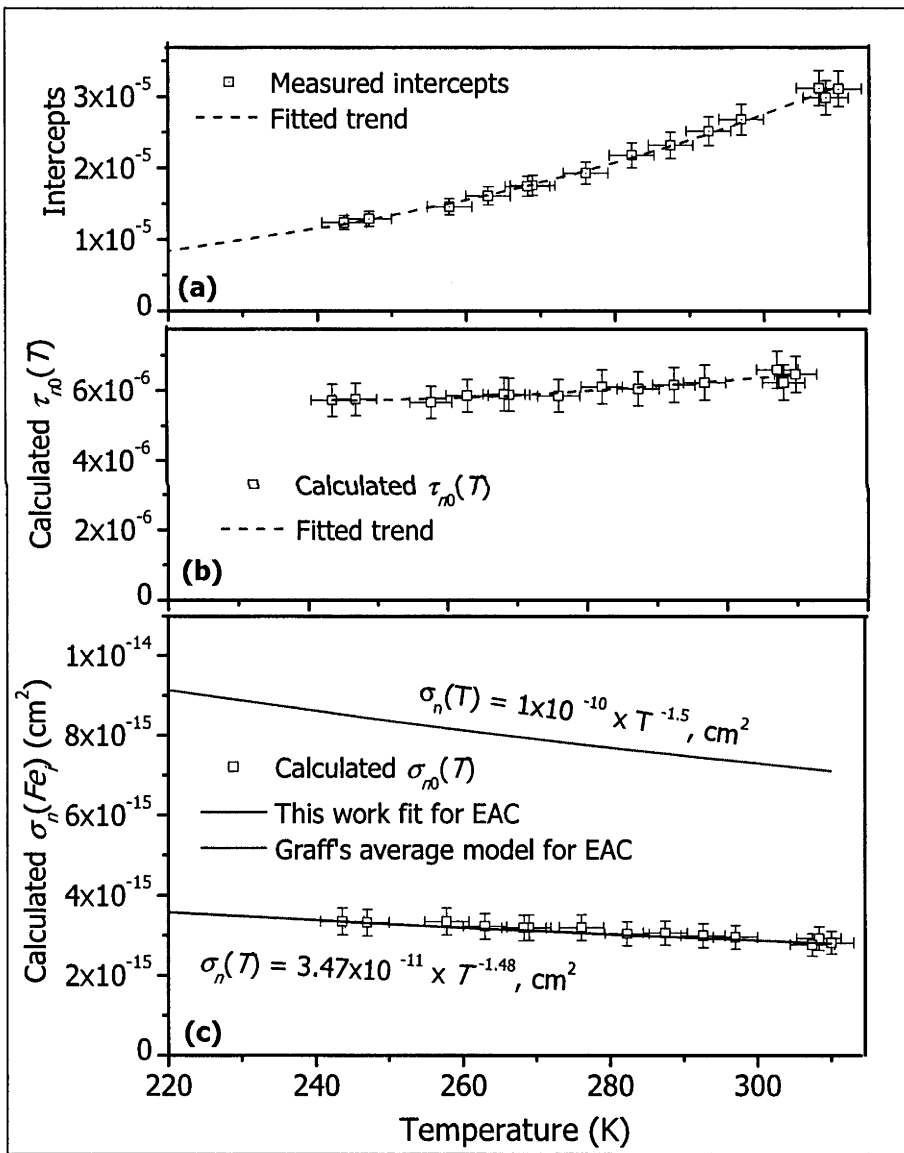 Intercepts
3x10⁻⁵
2x10⁻⁵
1x10⁻⁵
0
Measured intercepts
Fitted trend
(a)
Calculated τₙ₀(T)
6x10⁻⁶
4x10⁻⁶
2x10⁻⁶
0
Calculated τₙ₀(T)
Fitted trend
(b)
Calculated σₙ(Feᵢ) (cm²)
1x10⁻¹⁴
8x10⁻¹⁵
6x10⁻¹⁵
4x10⁻¹⁵
2x10⁻¹⁵
0
σₙ(T) = 1x10⁻¹⁰ x T⁻¹·⁵, cm²
Calculated σₙ₀(T)
This work fit for EAC
Graff's average model for EAC
σₙ(T) = 3.47x10⁻¹¹ x T⁻¹·⁴⁸, cm²
(c)
220 240 260 280 300
Temperature (K)